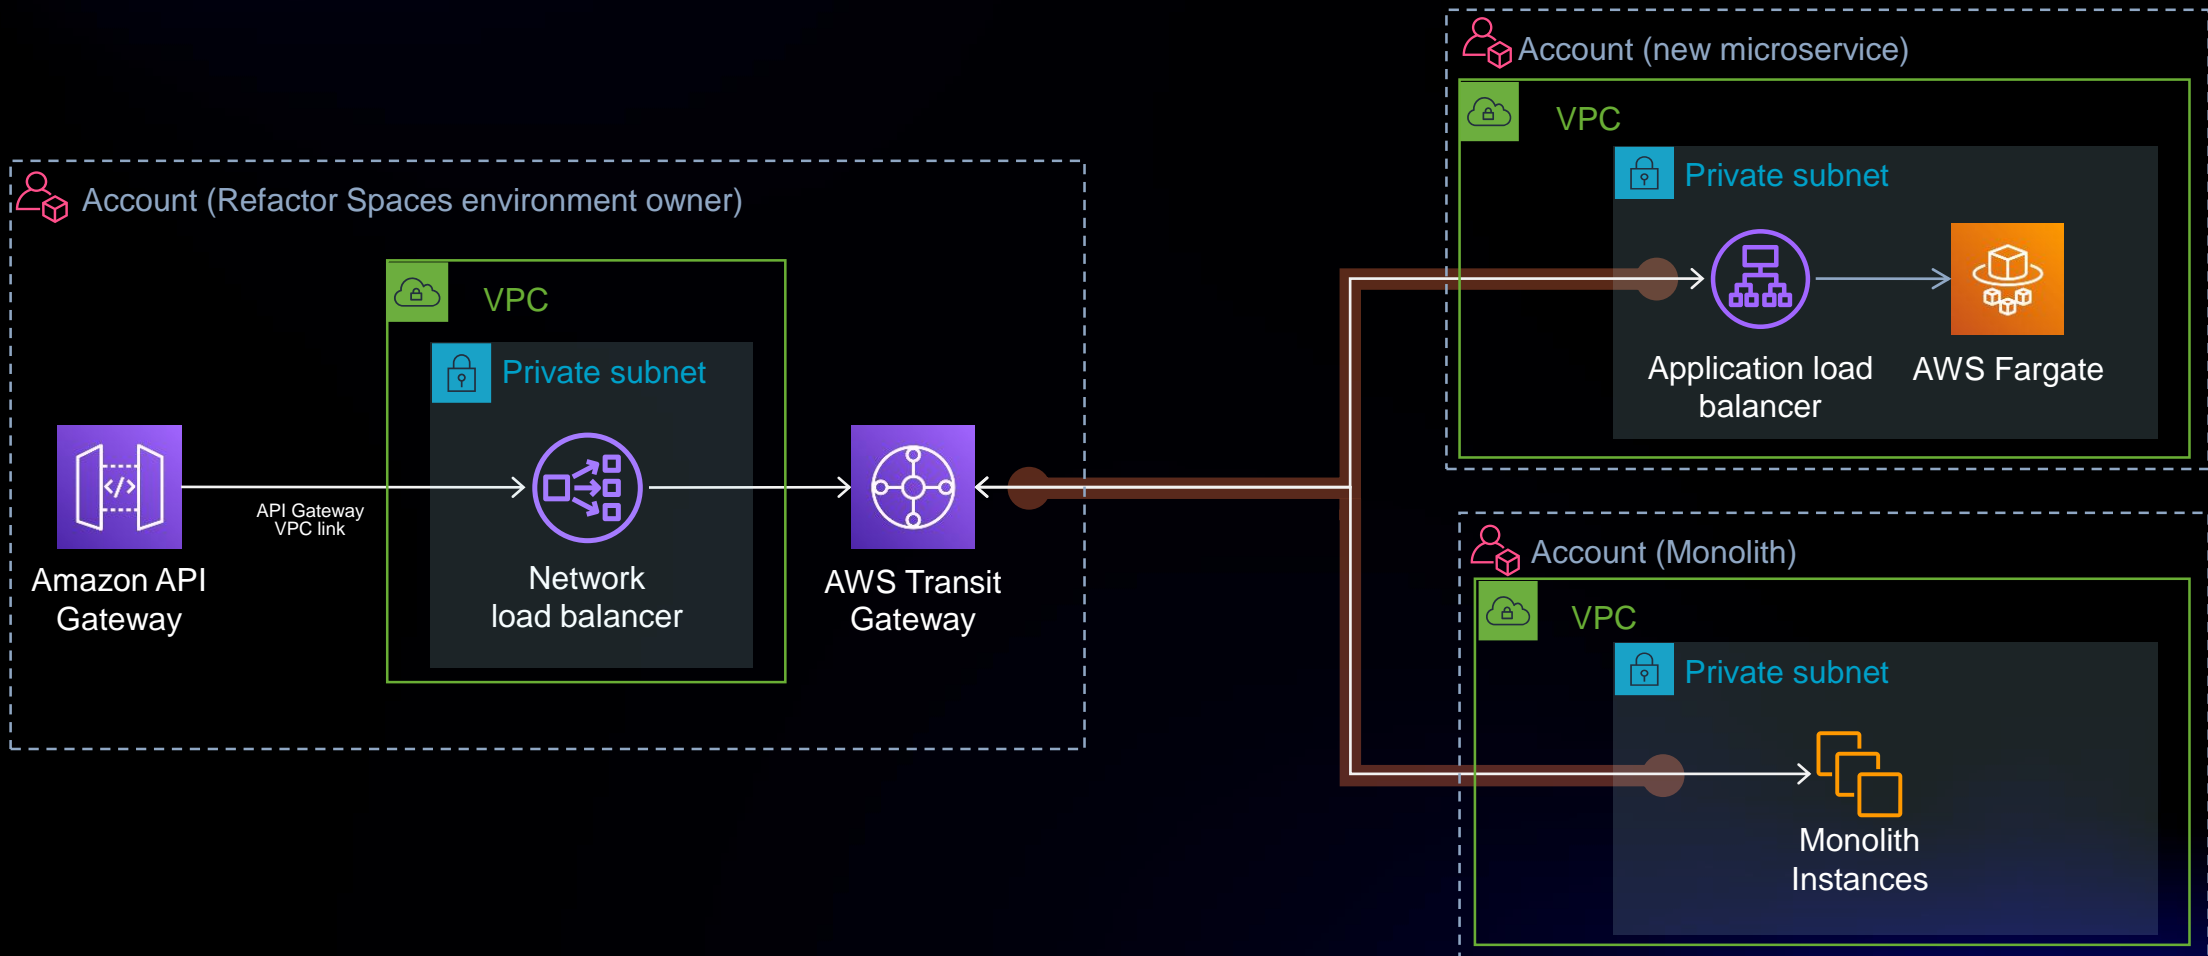 Account (new microservice)
VPC
Private subnet
Application load
balancer
AWS Fargate
Account (Refactor Spaces environment owner)
VPC
Private subnet
Amazon API
Gateway
API Gateway
VPC link
Network
load balancer
AWS Transit
Gateway
Account (Monolith)
VPC
Private subnet
Monolith
Instances